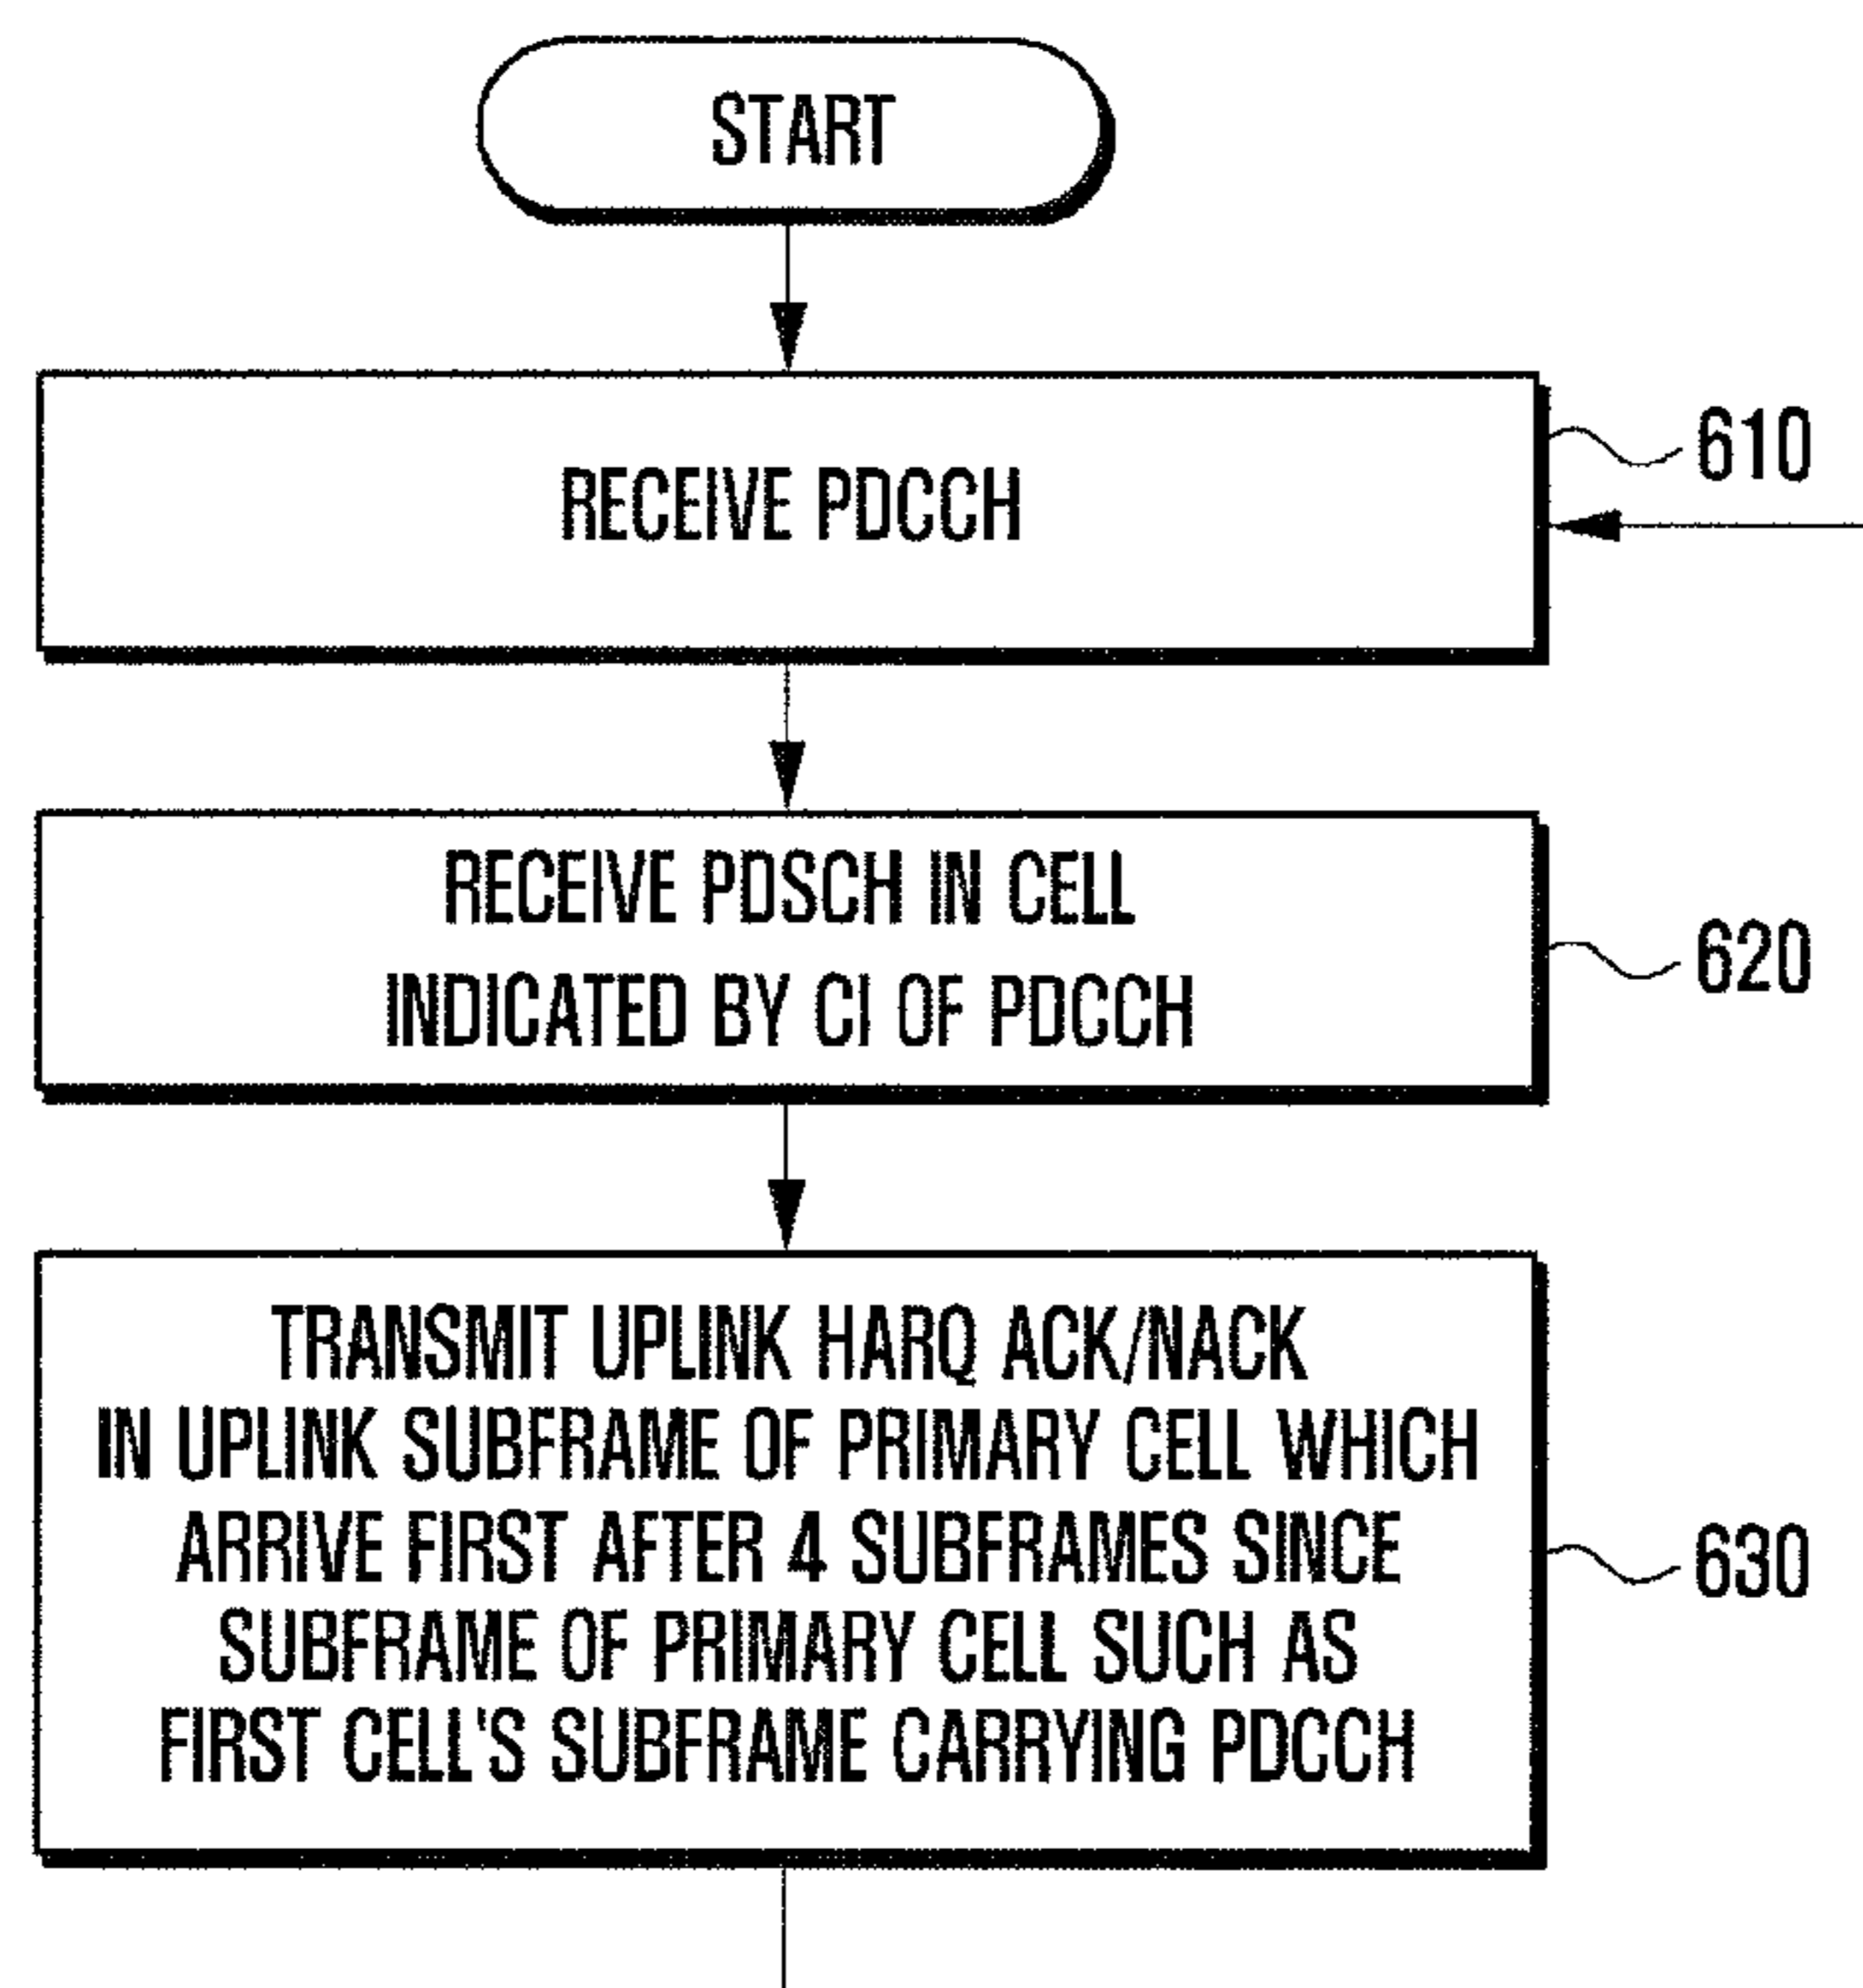 START
RECEIVE PDCCH
610
RECEIVE PDSCH IN CELL
INDICATED BY CI OF PDCCH
620
TRANSMIT UPLINK HARQ ACK/NACK
IN UPLINK SUBFRAME OF PRIMARY CELL WHICH
ARRIVE FIRST AFTER 4 SUBFRAMES SINCE
SUBFRAME OF PRIMARY CELL SUCH AS
FIRST CELL'S SUBFRAME CARRYING PDCCH
630